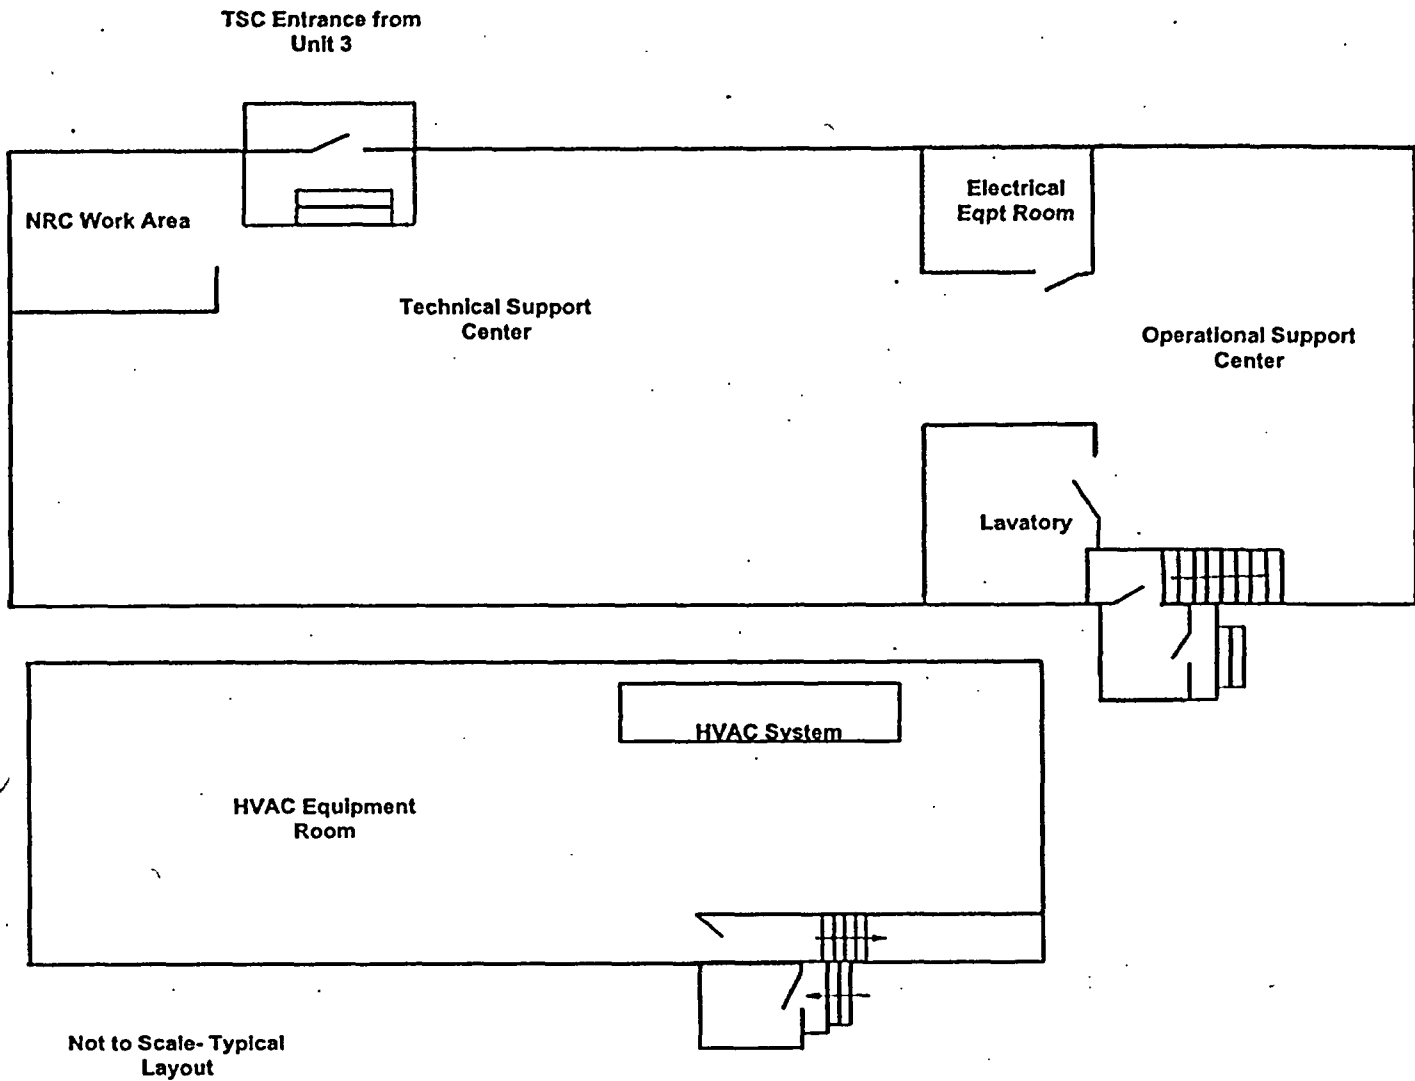 TSC Entrance from
Unit 3
NRC Work Area
Electrical
Eqpt Room
Technical Support
Center
Operational Support
Center
Lavatory
HVAC System
HVAC Equipment
Room
Not to Scale- Typical
Layout